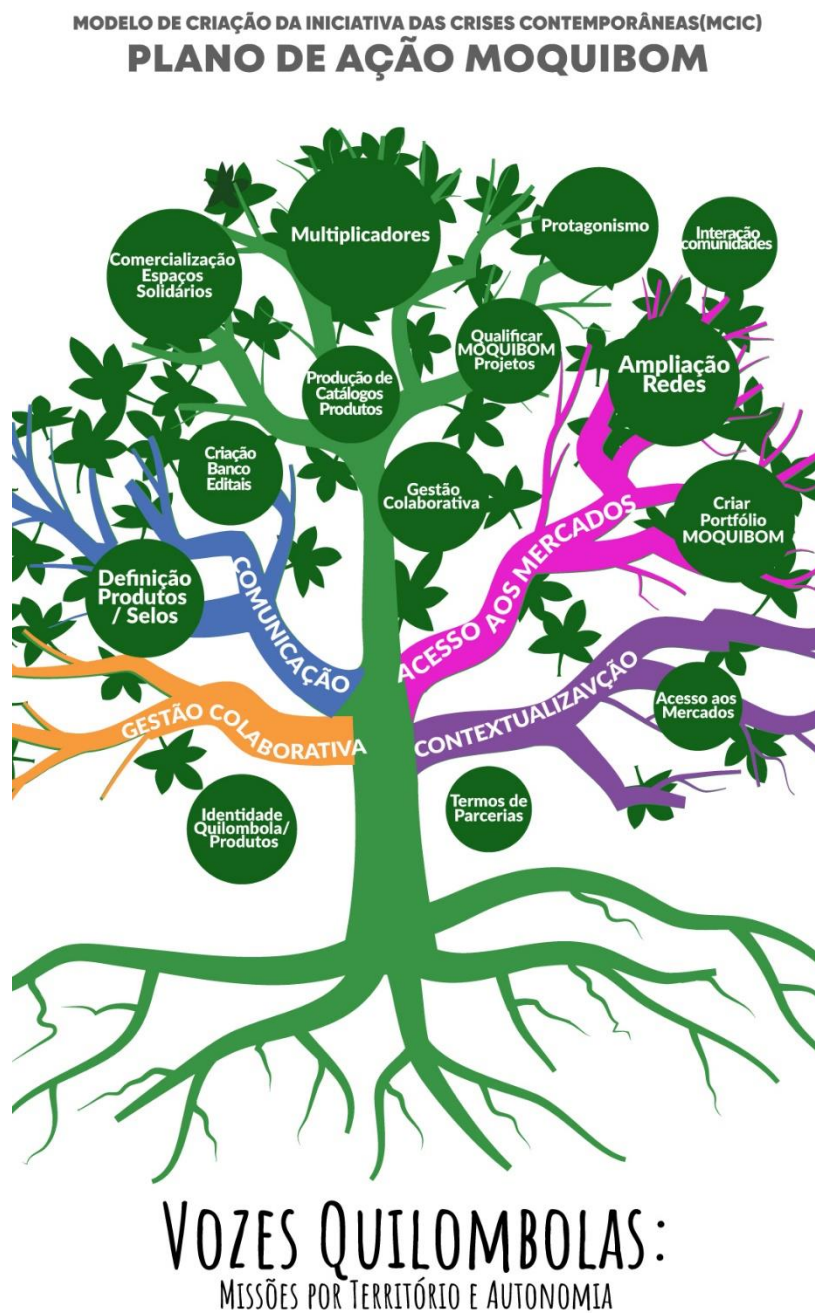 MODELO DE CRIAÇÃO DA INICIATIVA DAS CRISES CONTEMPORÂNEAS(MCIC)
PLANO DE AÇÃO MOQUIBOM
Multiplicadores
Protagonismo
Interação
comunidades
Comercialização
Espaços
Solidários
Qualificar
MOQUIBOM
Projetos
Ampliação
Redes
Produção de
Catálogos
Produtos
Criação
Banco
Editais
Gestão
Colaborativa
Criar
Portfólio
MOQUIBOM
Definição
Produtos
/ Selos
COMUNICAÇÃO
ACESSO AOS MERCADOS
GESTÃO COLABORATIVA
CONTEXTUALIZAVÇÃO
Acesso aos
Mercados
Identidade
Quilombola/
Produtos
Termos de
Parcerias
VOZES QUILOMBOLAS:
MISSÕES POR TERRITÓRIO E AUTONOMIA